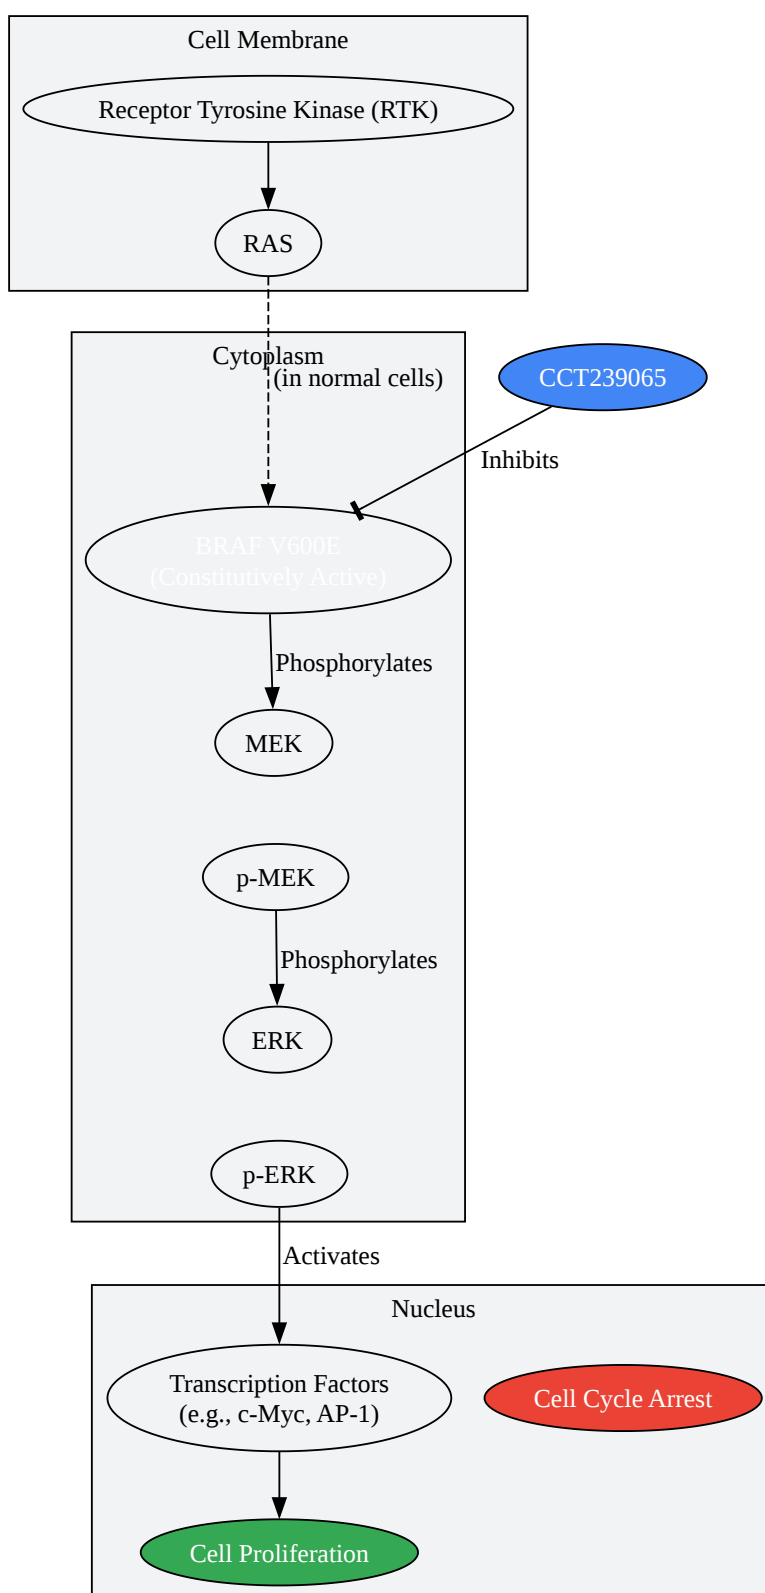 Cell Membrane
Receptor Tyrosine Kinase (RTK)
RAS
Cytoplasm
(in normal cells)
CCT239065
Inhibits
BRAF V600E
(Constitutively Active)
Phosphorylates
MEK
p-MEK
Phosphorylates
ERK
p-ERK
Activates
Nucleus
Transcription Factors
(e.g., c-Myc, AP-1)
Cell Cycle Arrest
Cell Proliferation